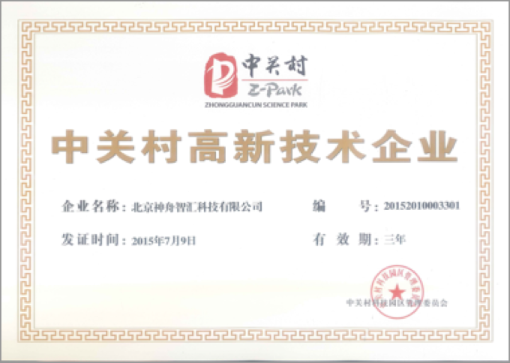 中关村
Z-Park
ZHONGGUANCUN SCIENCE PARK
中关村高新技术企业
企业名称：北京神舟智汇科技有限公司 编 号：20152010003301
发证时间：2015年7月9日 有 效 期：三年
中关村科技园区管理委员会